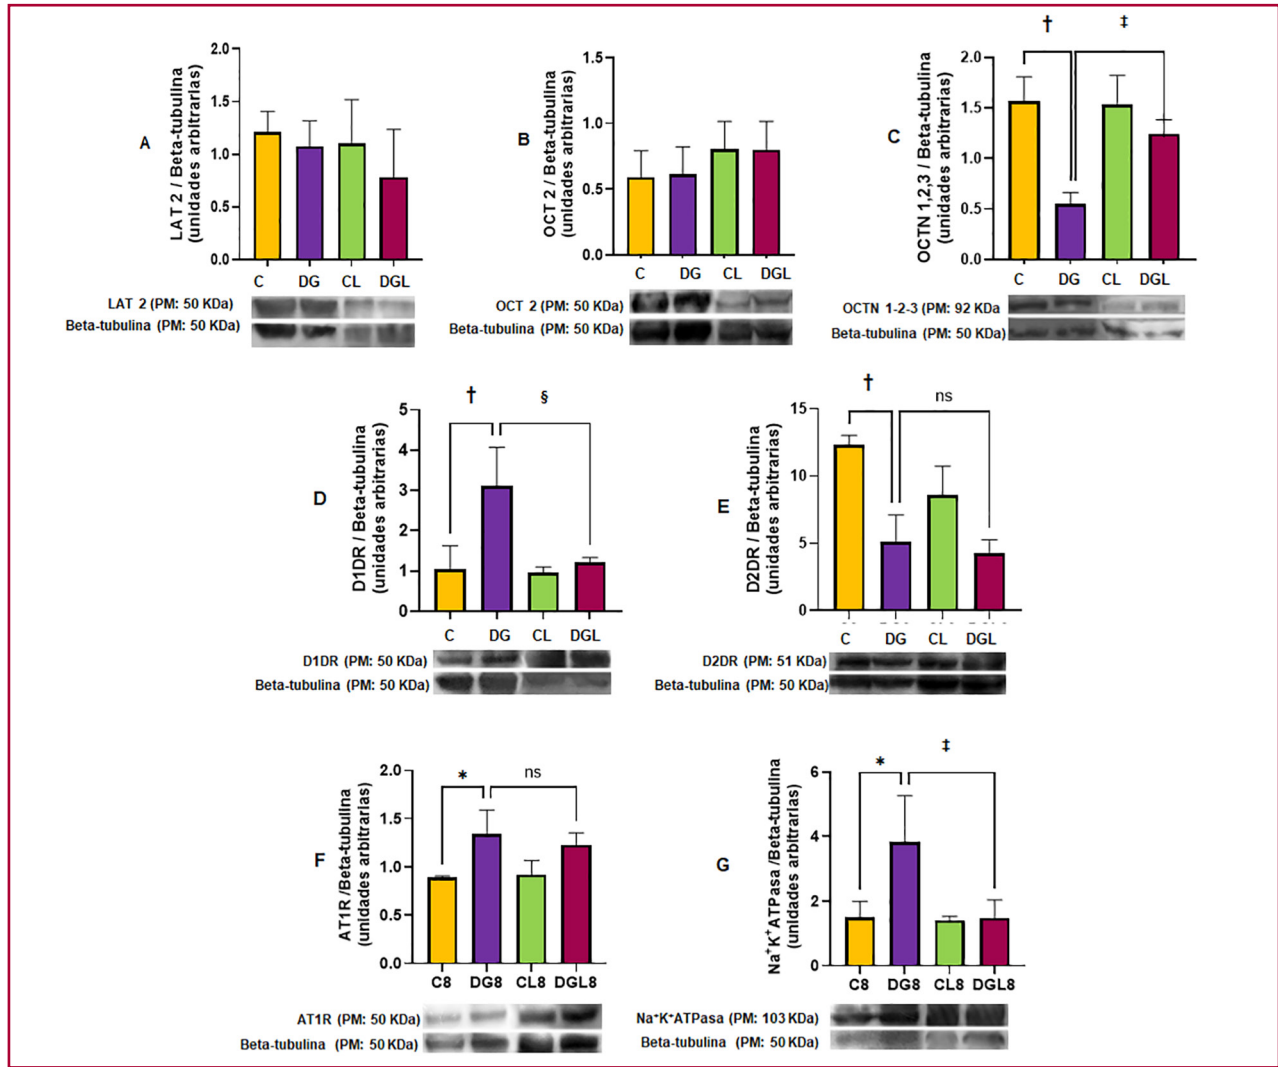 A
LAT 2 / Beta-tubulina
(unidades arbitrarias)
2.0
1.5
1.0
0.5
0.0
C DG CL DGL
LAT 2 (PM: 50 KDa)
Beta-tubulina (PM: 50 KDa)
B
OCT 2 / Beta-tubulina
(unidades arbitrarias)
1.5
1.0
0.5
0.0
C DG CL DGL
OCT 2 (PM: 50 KDa)
Beta-tubulina (PM: 50 KDa)
C
OCTN 1,2,3 / Beta-tubulina
(unidades arbitrarias)
† ‡
2.0
1.5
1.0
0.5
0.0
C DG CL DGL
OCTN 1-2-3 (PM: 92 KDa
Beta-tubulina (PM: 50 KDa)
D
D1DR / Beta-tubulina
(unidades arbitrarias)
† §
5
4
3
2
1
0
C DG CL DGL
D1DR (PM: 50 KDa)
Beta-tubulina (PM: 50 KDa)
E
D2DR / Beta-tubulina
(unidades arbitrarias)
† ns
15
10
5
0
C DG CL DGL
D2DR (PM: 51 KDa)
Beta-tubulina (PM: 50 KDa)
F
AT1R /Beta-tubulina
(unidades arbitrarias)
* ns
2.0
1.5
1.0
0.5
0.0
C8 DG8 CL8 DGL8
AT1R (PM: 50 KDa)
Beta-tubulina (PM: 50 KDa)
G
Na⁺K⁺ATPasa /Beta-tubulina
(unidades arbitrarias)
* ‡
6
4
2
0
C8 DG8 CL8 DGL8
Na⁺K⁺ATPasa (PM: 103 KDa)
Beta-tubulina (PM: 50 KDa)